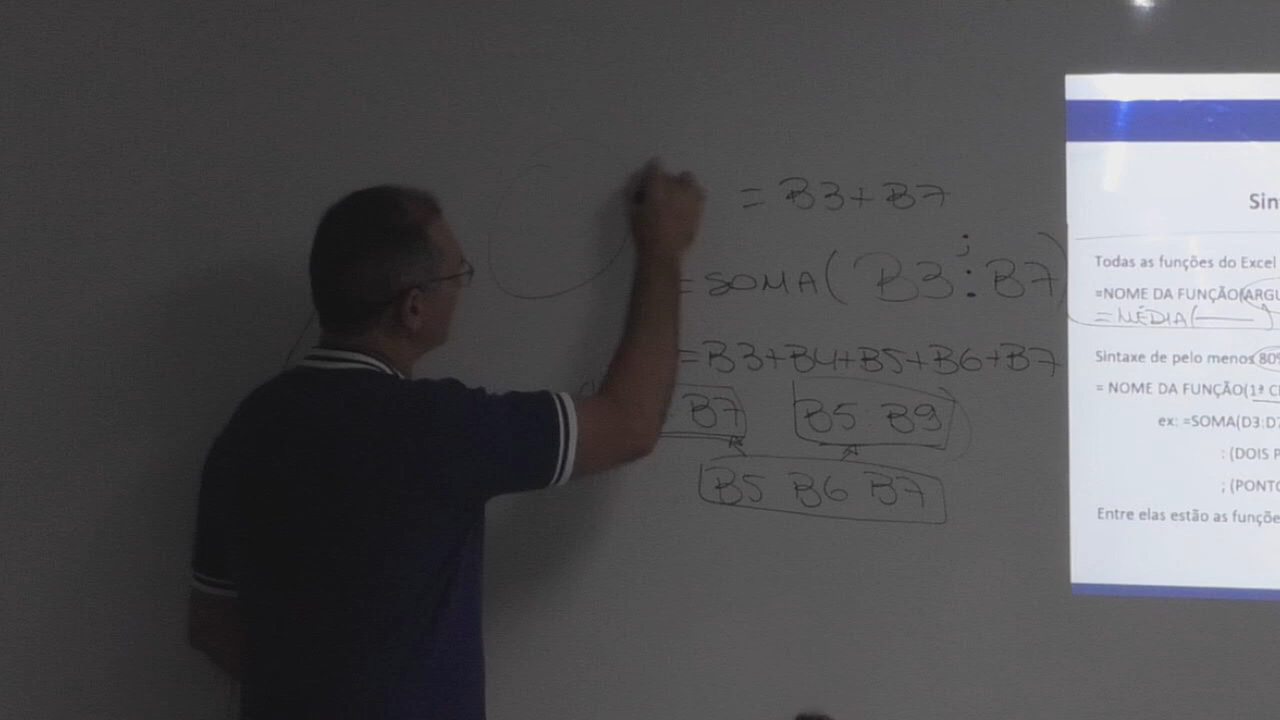 = B3+B7
;
=SOMA( B3:B7)
=B3+B4+B5+B6+B7
B7 B5 B9
B5 B6 B7
Sin
Todas as funções do Excel
=NOME DA FUNÇÃO(ARGU
= MÉDIA(
Sintaxe de pelo menos 80%
= NOME DA FUNÇÃO(1ª C
ex: =SOMA(D3:D7
: (DOIS P
; (PONTO
Entre elas estão as funçõe